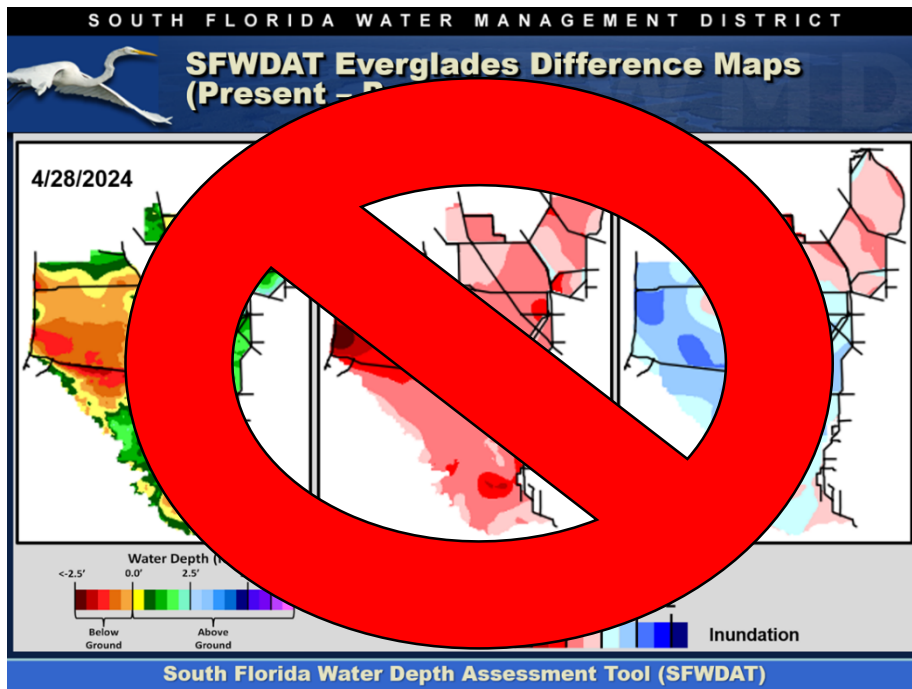 SOUTH FLORIDA WATER MANAGEMENT DISTRICT
SFWDAT Everglades Difference Maps
(Present –
4/28/2024
Water Depth
<-2.5' 0.0' 2.5'
Below Above
Ground Ground
Inundation
South Florida Water Depth Assessment Tool (SFWDAT)